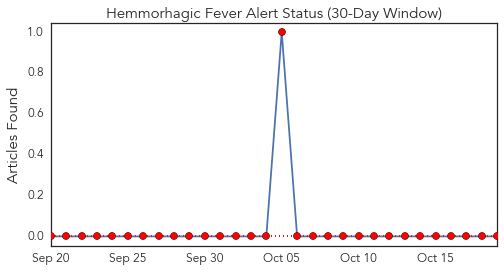 Hemmorhagic Fever Alert Status (30-Day Window)
Articles Found
1.0
0.8
0.6
0.4
0.2
0.0
Sep 20 Sep 25 Sep 30 Oct 05 Oct 10 Oct 15